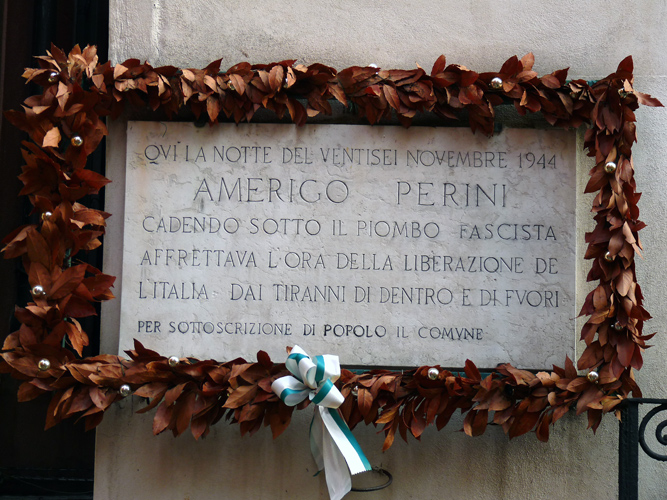 QVI LA NOTTE DEL VENTISEI NOVEMBRE 1944
AMERIGO PERINI
CADENDO SOTTO IL PIOMBO FASCISTA
AFFRETTAVA L'ORA DELLA LIBERAZIONE DE
L'ITALIA DAI TIRANNI DI DENTRO E DI FVORI
PER SOTTOSCRIZIONE DI POPOLO IL COMVNE